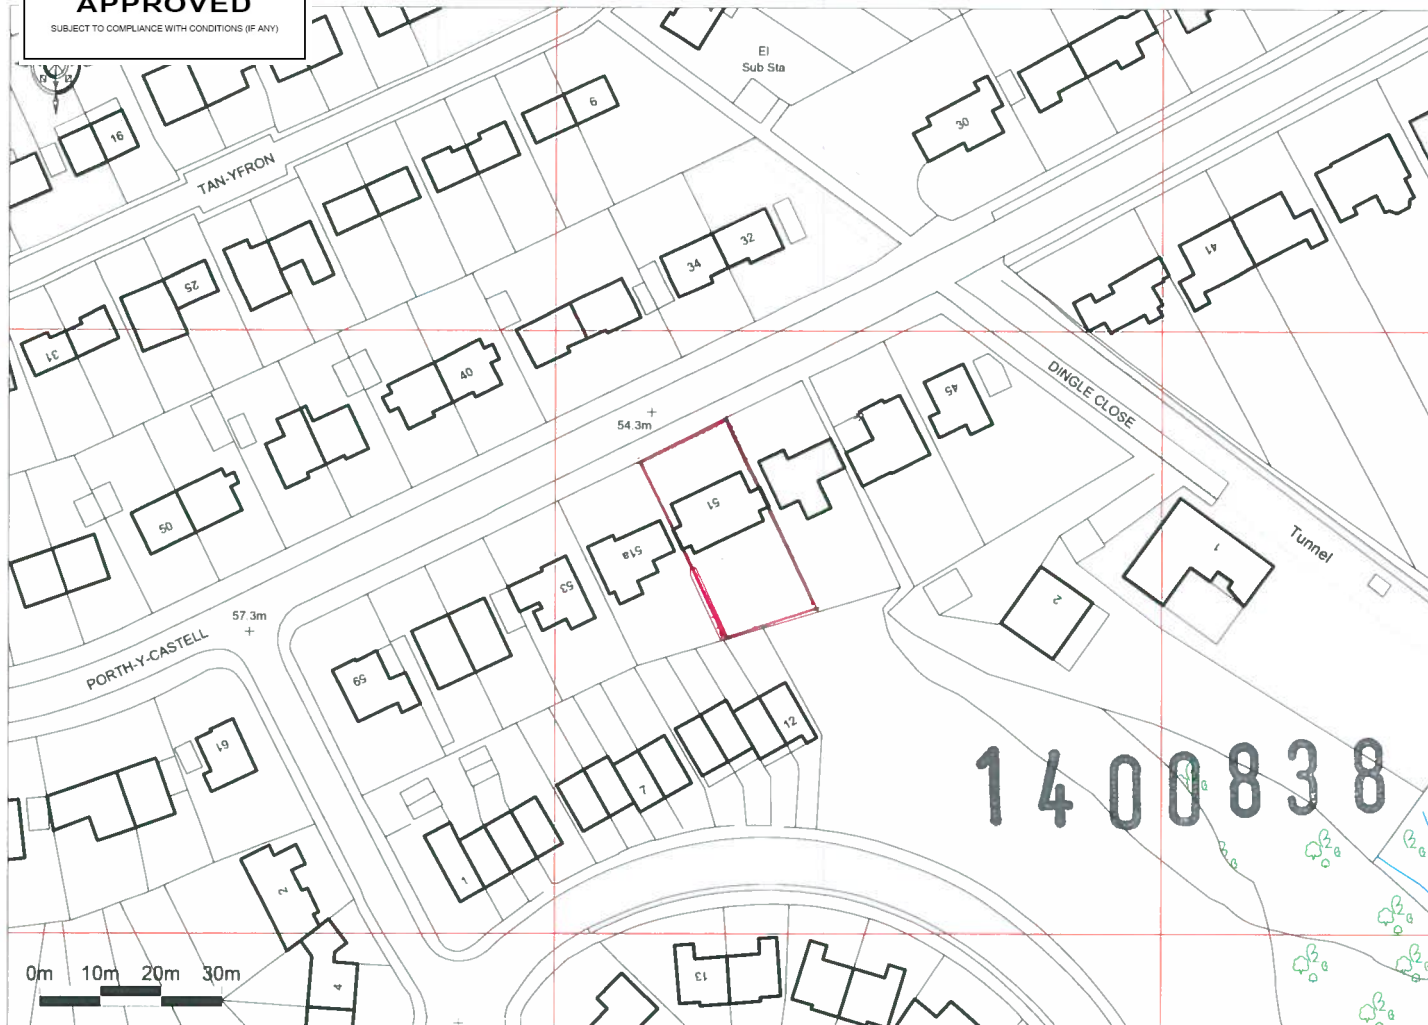 APPROVED
SUBJECT TO COMPLIANCE WITH CONDITIONS (IF ANY)
El
Sub Sta
6
16
30
TAN-YFRON
32
34
41
25
31
40
45
DINGLE CLOSE
54.3m
51
50
51a
53
Tunnel
1
2
57.3m
PORTH-Y-CASTELL
59
61
12
7
1
1400838
2
4
13
0m 10m 20m 30m